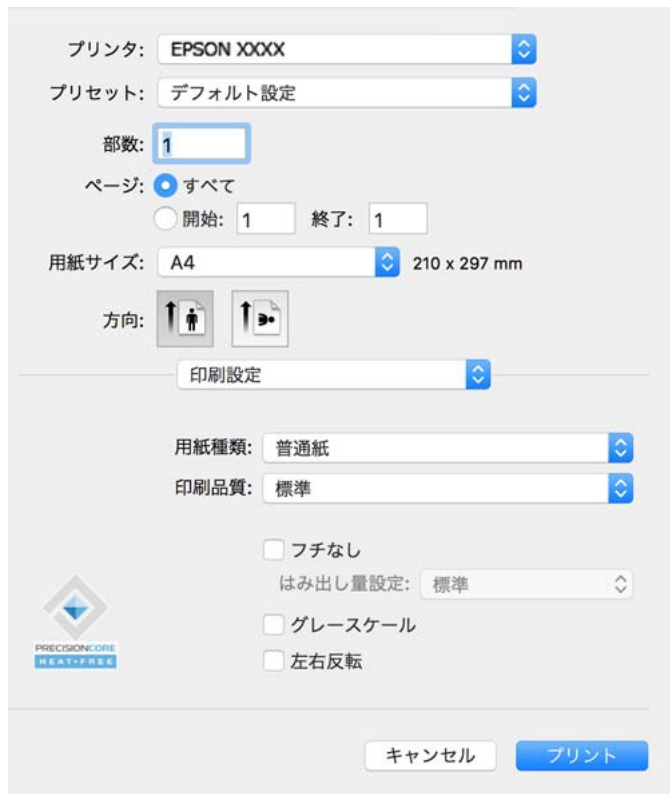 プリンタ: EPSON XXXX
プリセット: デフォルト設定
部数: 1
ページ: すべて
開始: 1 終了: 1
用紙サイズ: A4 210 x 297 mm
方向:
印刷設定
用紙種類: 普通紙
印刷品質: 標準
フチなし
はみ出し量設定: 標準
グレースケール
左右反転
PRECISIONCORE
HEAT-FREE
キャンセル プリント